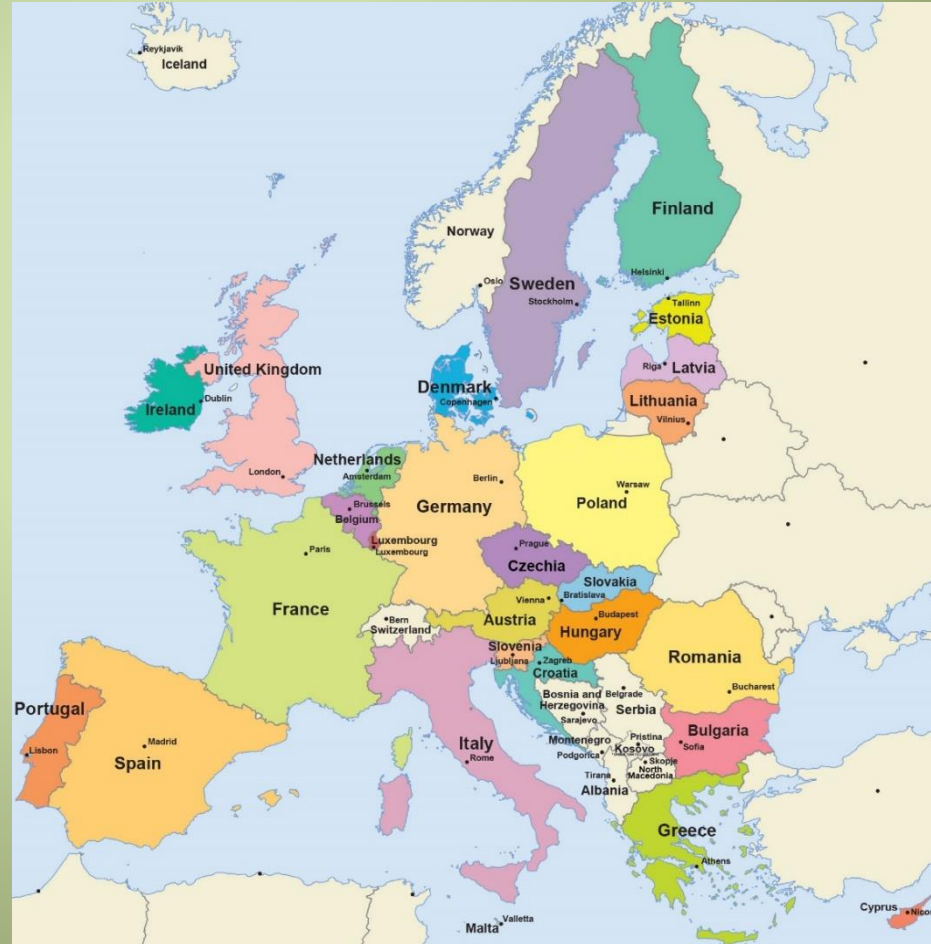 Reykjavik
Iceland
Norway
Oslo
Sweden
Stockholm
Finland
Helsinki
Tallinn
Estonia
Riga
Latvia
Lithuania
Vilnius
United Kingdom
Ireland
Dublin
London
Denmark
Copenhagen
Netherlands
Amsterdam
Brussels
Belgium
Luxembourg
Luxembourg
Berlin
Germany
Warsaw
Poland
Prague
Czechia
Slovakia
Bratislava
Vienna
Austria
Budapest
Hungary
Paris
France
Bern
Switzerland
Slovenia
Ljubljana
Zagreb
Croatia
Romania
Bucharest
Bosnia and
Herzegovina
Sarajevo
Belgrade
Serbia
Montenegro
Podgorica
Pristina
Kosovo
Skopje
North
Macedonia
Tirana
Albania
Bulgaria
Sofia
Portugal
Lisbon
Madrid
Spain
Italy
Rome
Greece
Athens
Valletta
Malta
Cyprus
Nicos